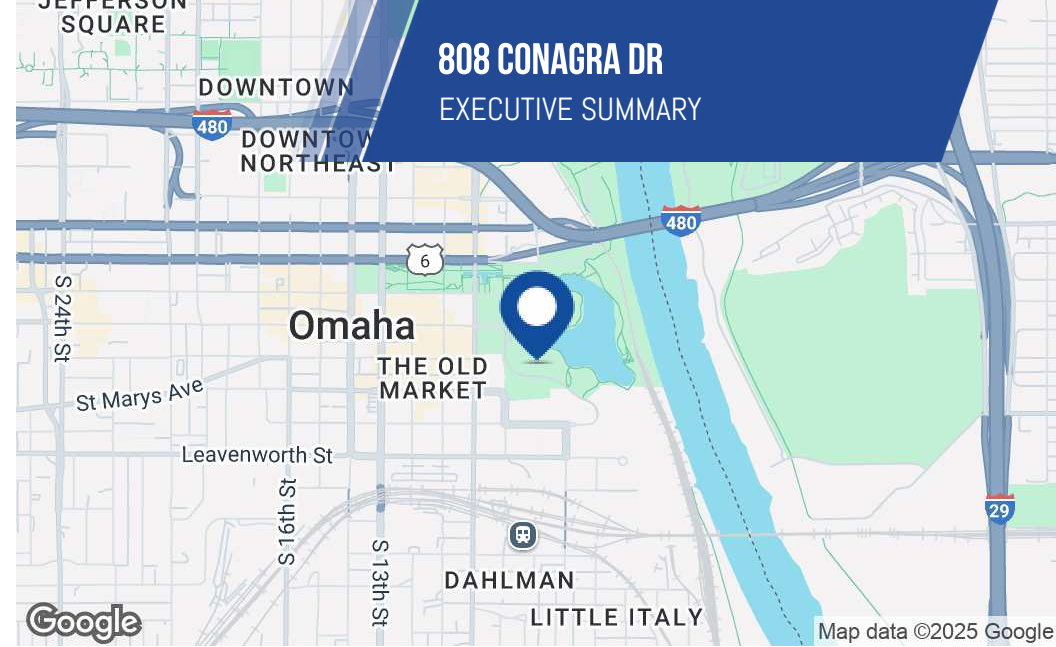 JEFFERSON
SQUARE
808 CONAGRA DR
EXECUTIVE SUMMARY
DOWNTOWN
480
DOWNTOWN
NORTHEAST
480
6
S 24th St
Omaha
THE OLD
MARKET
St Marys Ave
Leavenworth St
S 16th St
S 13th St
29
DAHLMAN
LITTLE ITALY
Google
Map data ©2025 Google